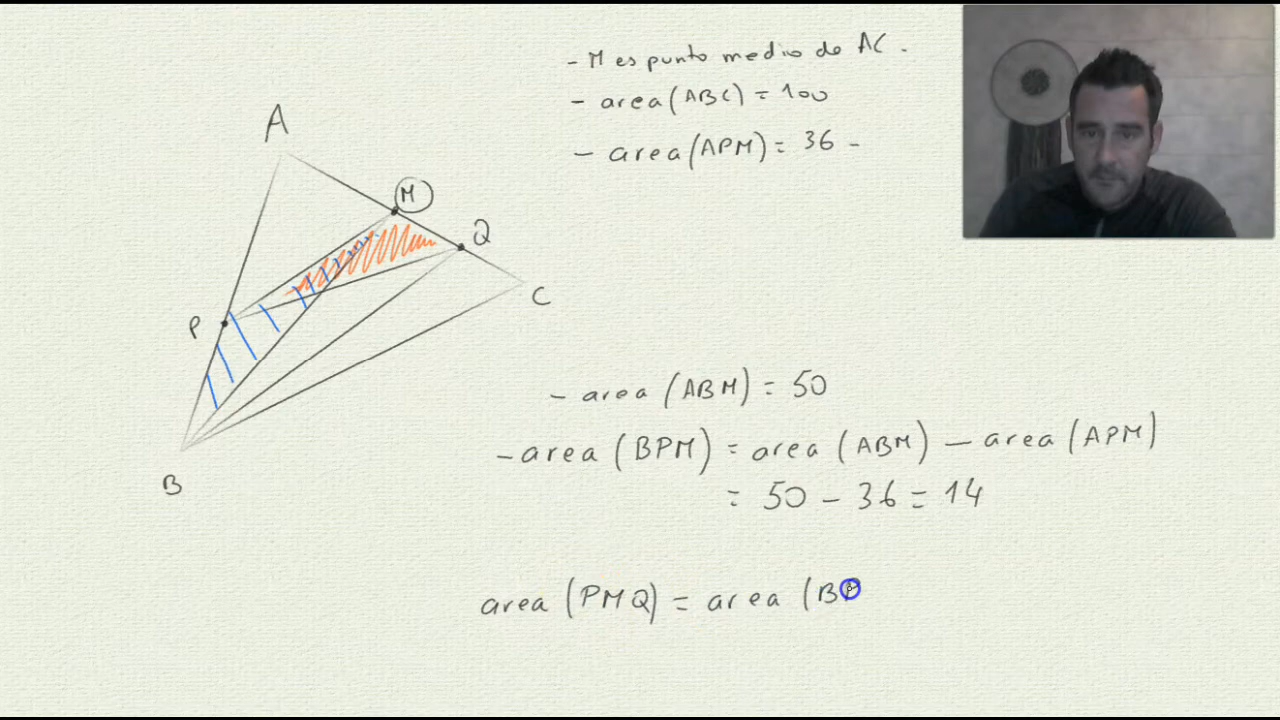 - M es punto medio de AC.
- area(ABC) = 100
- area(APM) = 36 -
A
M
Q
C
P
B
- area (ABM) = 50
- area (BPM) = area (ABM) - area (APM)
= 50 - 36 = 14
area (PMQ) = area (BP